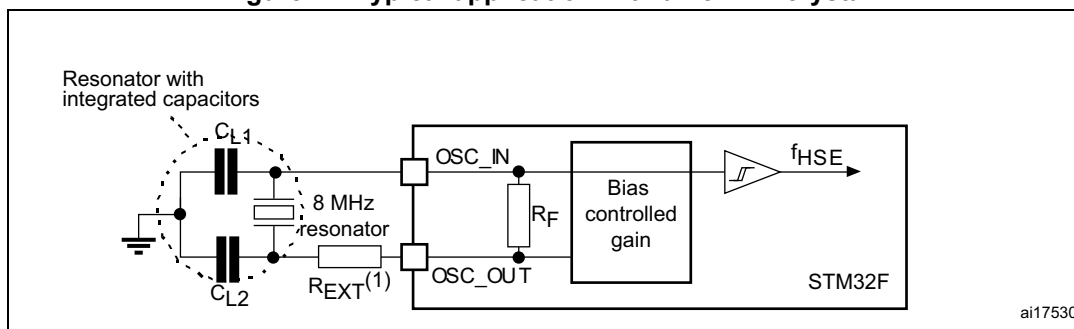 Resonator with
integrated capacitors
CL1
OSC_IN
fHSE
8 MHz
resonator
RF
Bias
controlled
gain
OSC_OUT
STM32F
REXT(1)
CL2
ai17530